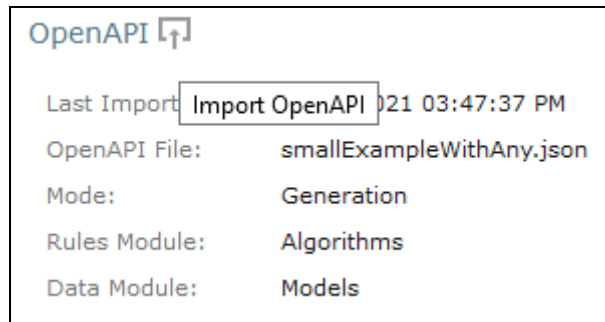 OpenAPI
Last Import Import OpenAPI 021 03:47:37 PM
OpenAPI File: smallExampleWithAny.json
Mode: Generation
Rules Module: Algorithms
Data Module: Models